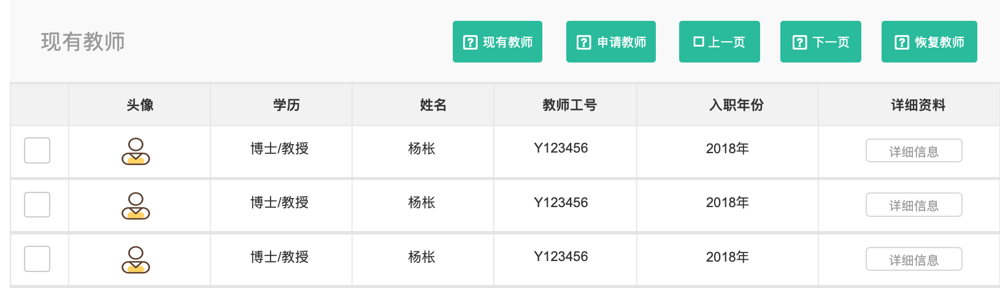 现有教师
现有教师 申请教师 上一页 下一页 恢复教师
头像 学历 姓名 教师工号 入职年份 详细资料
博士/教授 杨枨 Y123456 2018年 详细信息
博士/教授 杨枨 Y123456 2018年 详细信息
博士/教授 杨枨 Y123456 2018年 详细信息